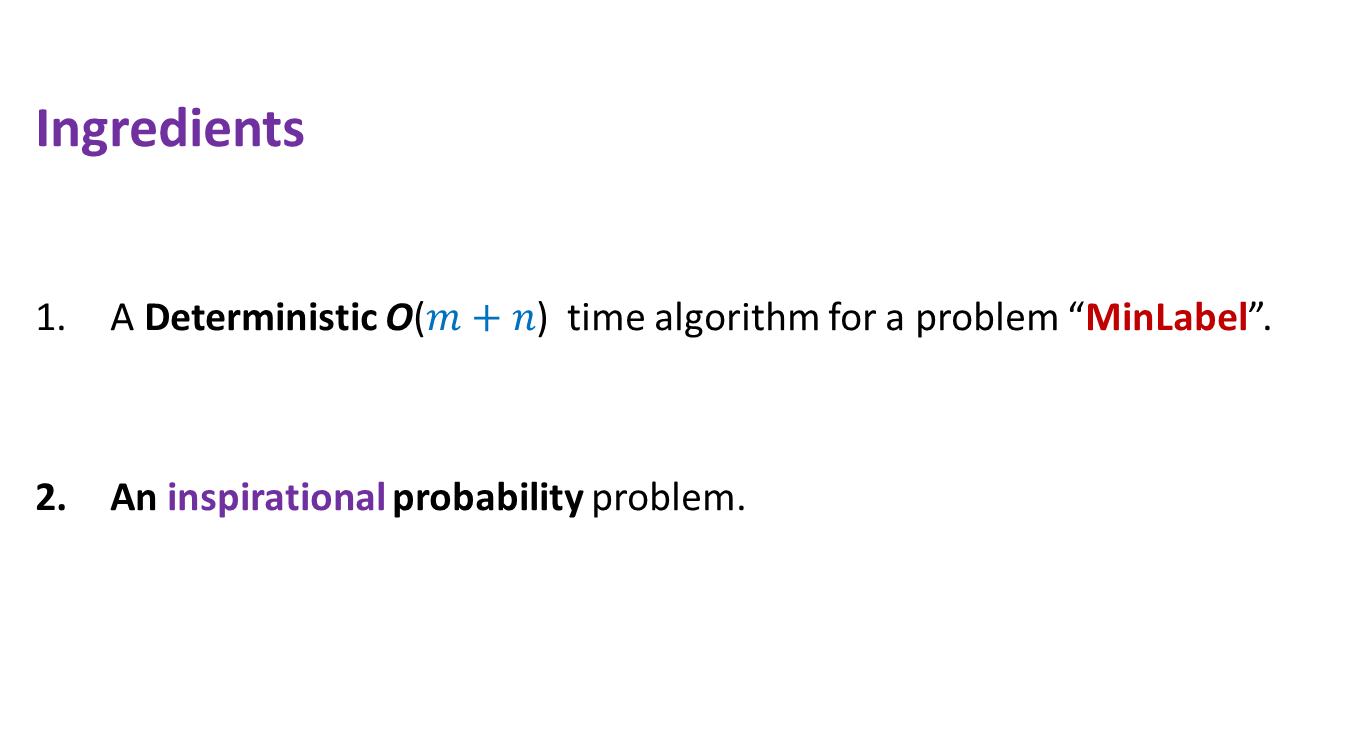 Ingredients
1. A Deterministic O(m + n) time algorithm for a problem “MinLabel”.
2. An inspirational probability problem.